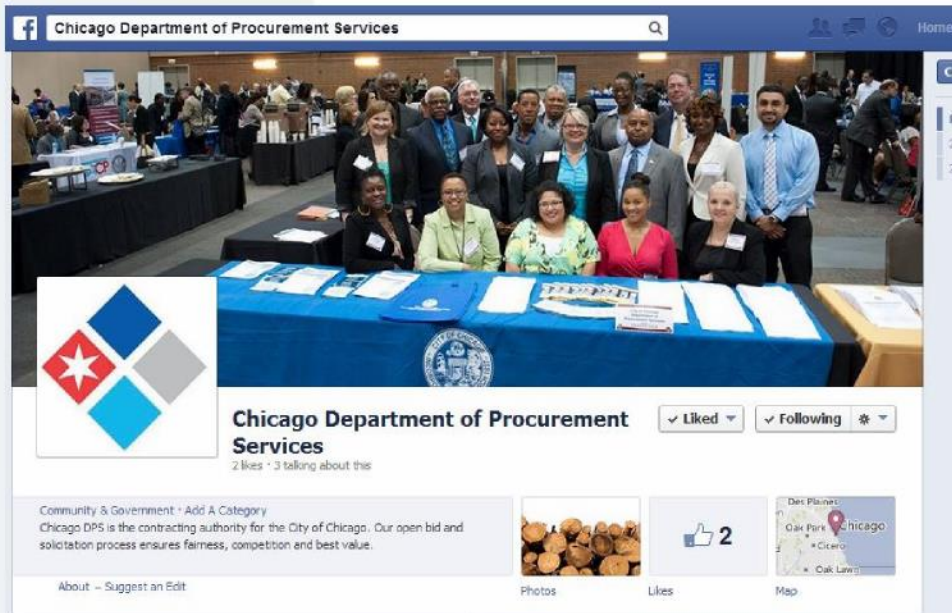 Chicago Department of Procurement Services
Home
CITY OF CHICAGO
Chicago Department of Procurement
Services
2 likes · 3 talking about this
✓ Liked
✓ Following
Community & Government · Add A Category
Chicago DPS is the contracting authority for the City of Chicago. Our open bid and
solicitation process ensures fairness, competition and best value.
About – Suggest an Edit
Photos
2
Likes
Des Plaines
Oak Park
Chicago
Cicero
Oak Lawn
Map